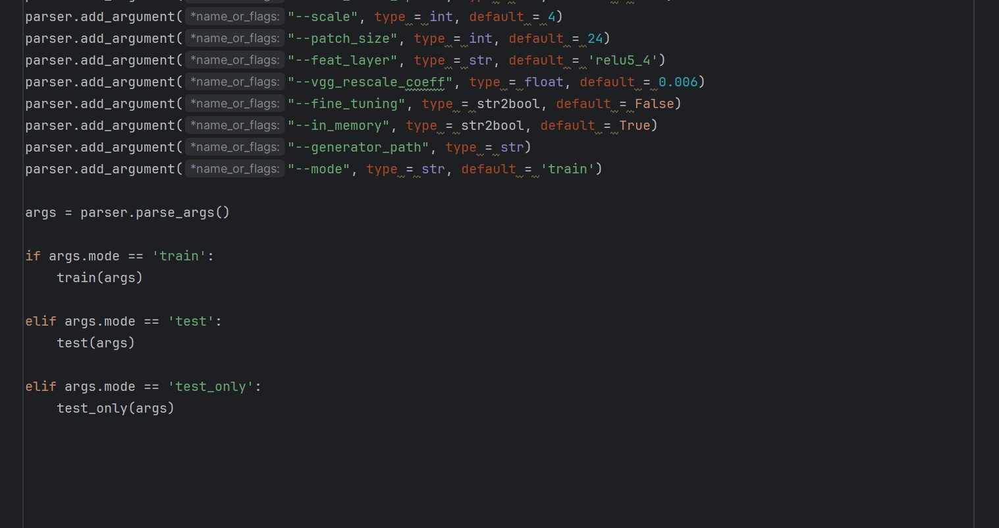 parser.add_argument(*name_or_flags: "--scale", type = int, default = 4)
parser.add_argument(*name_or_flags: "--patch_size", type = int, default = 24)
parser.add_argument(*name_or_flags: "--feat_layer", type = str, default = 'relu5_4')
parser.add_argument(*name_or_flags: "--vgg_rescale_coeff", type = float, default = 0.006)
parser.add_argument(*name_or_flags: "--fine_tuning", type = str2bool, default = False)
parser.add_argument(*name_or_flags: "--in_memory", type = str2bool, default = True)
parser.add_argument(*name_or_flags: "--generator_path", type = str)
parser.add_argument(*name_or_flags: "--mode", type = str, default = 'train')
args = parser.parse_args()
if args.mode == 'train':
    train(args)
elif args.mode == 'test':
    test(args)
elif args.mode == 'test_only':
    test_only(args)